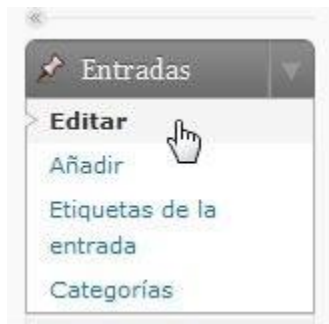 Entradas
Editar
Añadir
Etiquetas de la
entrada
Categorías